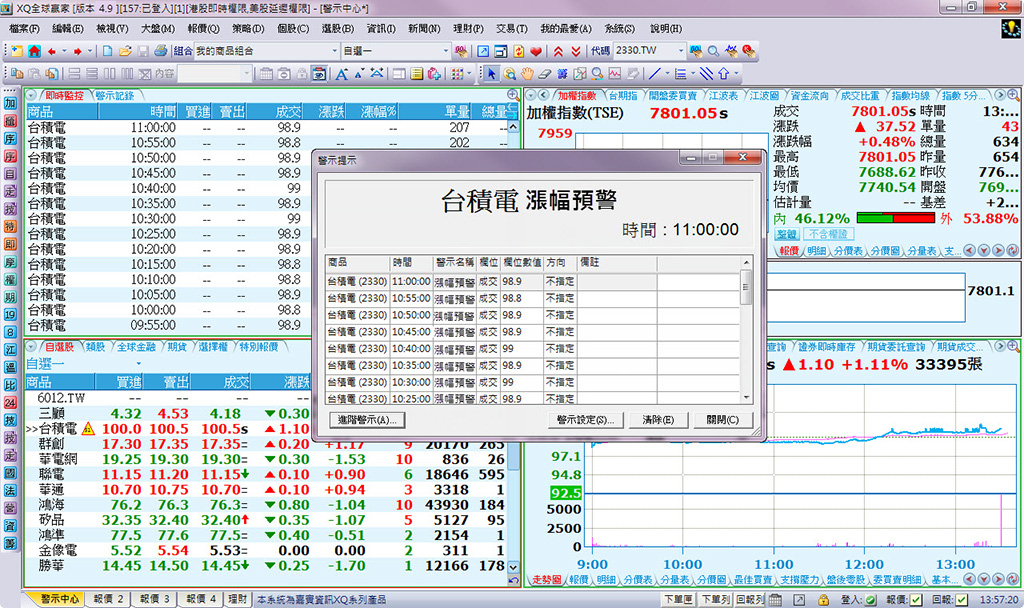 XQ全球贏家 [版本 4.9 ][157:已登入][1][港股即時權限,美股延遲權限] - [警示中心*]
檔案(F) 編輯(E) 檢視(V) 大盤(M) 報價(Q) 策略(D) 個股(C) 選股(B) 資訊(I) 新聞(N) 理財(P) 交易(T) 我的最愛(A) 系統(S) 說明(H)
組合 我的商品組合 自選一 代碼 2330.TW
內容
即時監控 警示記錄
商品 時間 買進 賣出 成交 漲跌 漲幅% 單量 總量
台積電 11:00:00 -- -- 98.9 -- -- 207 --
台積電 10:55:00 -- -- 98.8 -- -- 202 --
台積電 10:50:00 -- -- 98.9
台積電 10:45:00 -- -- 98.9
台積電 10:40:00 -- -- 99
台積電 10:35:00 -- -- 98.9
台積電 10:30:00 -- -- 99
台積電 10:25:00 -- -- 98.9
台積電 10:20:00 -- -- 98.9
台積電 10:15:00 -- -- 98.8
台積電 10:10:00 -- -- 98.8
台積電 10:05:00 -- -- 98.9
台積電 10:00:00 -- -- 98.8
台積電 09:55:00 -- -- 98.9
加權指數 台指期 開盤委買賣 江波表 江波圖 資金流向 成交比重 指數均線 指數 5分...
加權指數(TSE) 7801.05s
7959
成交 7801.05s 時間 13:...
漲跌 ▲ 37.52 單量 43
漲跌幅 +0.48% 總量 634
最高 7801.05 昨量 654
最低 7688.62 昨收 776...
均價 7740.54 開盤 769...
估計量 -- 基差 +2...
內 46.12% 外 53.88%
盤體 不含權證
報價 明細 分價表 分價圖 分量表 支...
7801.1
警示提示
台積電 漲幅預警
時間：11:00:00
商品 時間 警示名稱 欄位 欄位數值 方向 備註
台積電 (2330) 11:00:00 漲幅預警 成交 98.9 不指定
台積電 (2330) 10:55:00 漲幅預警 成交 98.8 不指定
台積電 (2330) 10:50:00 漲幅預警 成交 98.9 不指定
台積電 (2330) 10:45:00 漲幅預警 成交 98.9 不指定
台積電 (2330) 10:40:00 漲幅預警 成交 99 不指定
台積電 (2330) 10:35:00 漲幅預警 成交 98.9 不指定
台積電 (2330) 10:30:00 漲幅預警 成交 99 不指定
台積電 (2330) 10:25:00 漲幅預警 成交 98.9 不指定
進階警示(A)... 警示設定(S)... 清除(E) 關閉(C)
自選股 類股 全球金融 期貨 選擇權 特別報價
自選一
商品 買進 賣出 成交 漲跌
6012.TW -- -- --
三顧 4.32 4.53 4.18 ▼0.30
>>台積電 100.0 100.5 100.5s ▲1.10
群創 17.30 17.35 17.35= ▲0.20 +1.17 9 20170 265
華電網 19.25 19.30 19.30= ▼0.30 -1.53 10 836 26
聯電 11.15 11.20 11.15↓ ▲0.10 +0.90 6 18646 595
華通 10.70 10.75 10.70= ▲0.10 +0.94 3 3318 1
鴻海 76.2 76.3 76.3= ▼0.80 -1.04 10 43930 184
矽品 32.35 32.40 32.40↑ ▼0.35 -1.07 5 5127 95
鴻準 77.5 77.6 77.5= ▼0.40 -0.51 2 2154 1
金像電 5.52 5.54 5.53= 0.00 0.00 2 311 1
勝華 14.45 14.50 14.45↓ ▼0.25 -1.70 1 12166 178
查詢 證券即時庫存 期貨委託查詢 期貨成交...
s ▲1.10 +1.11% 33395張
97.1
94.8
92.5
5000
2500
0
9:00 10:00 11:00 12:00 13:00
走勢圖 報價 明細 分價表 分量表 分價圖 最佳買賣 支撐壓力 盤後零股 委買賣明細 基本...
警示中心 報價 2 報價 3 報價 4 理財 本系統為嘉實資訊XQ系列產品 下單匣 下單列 回報列 登入: 報價: 回報: 13:57:20